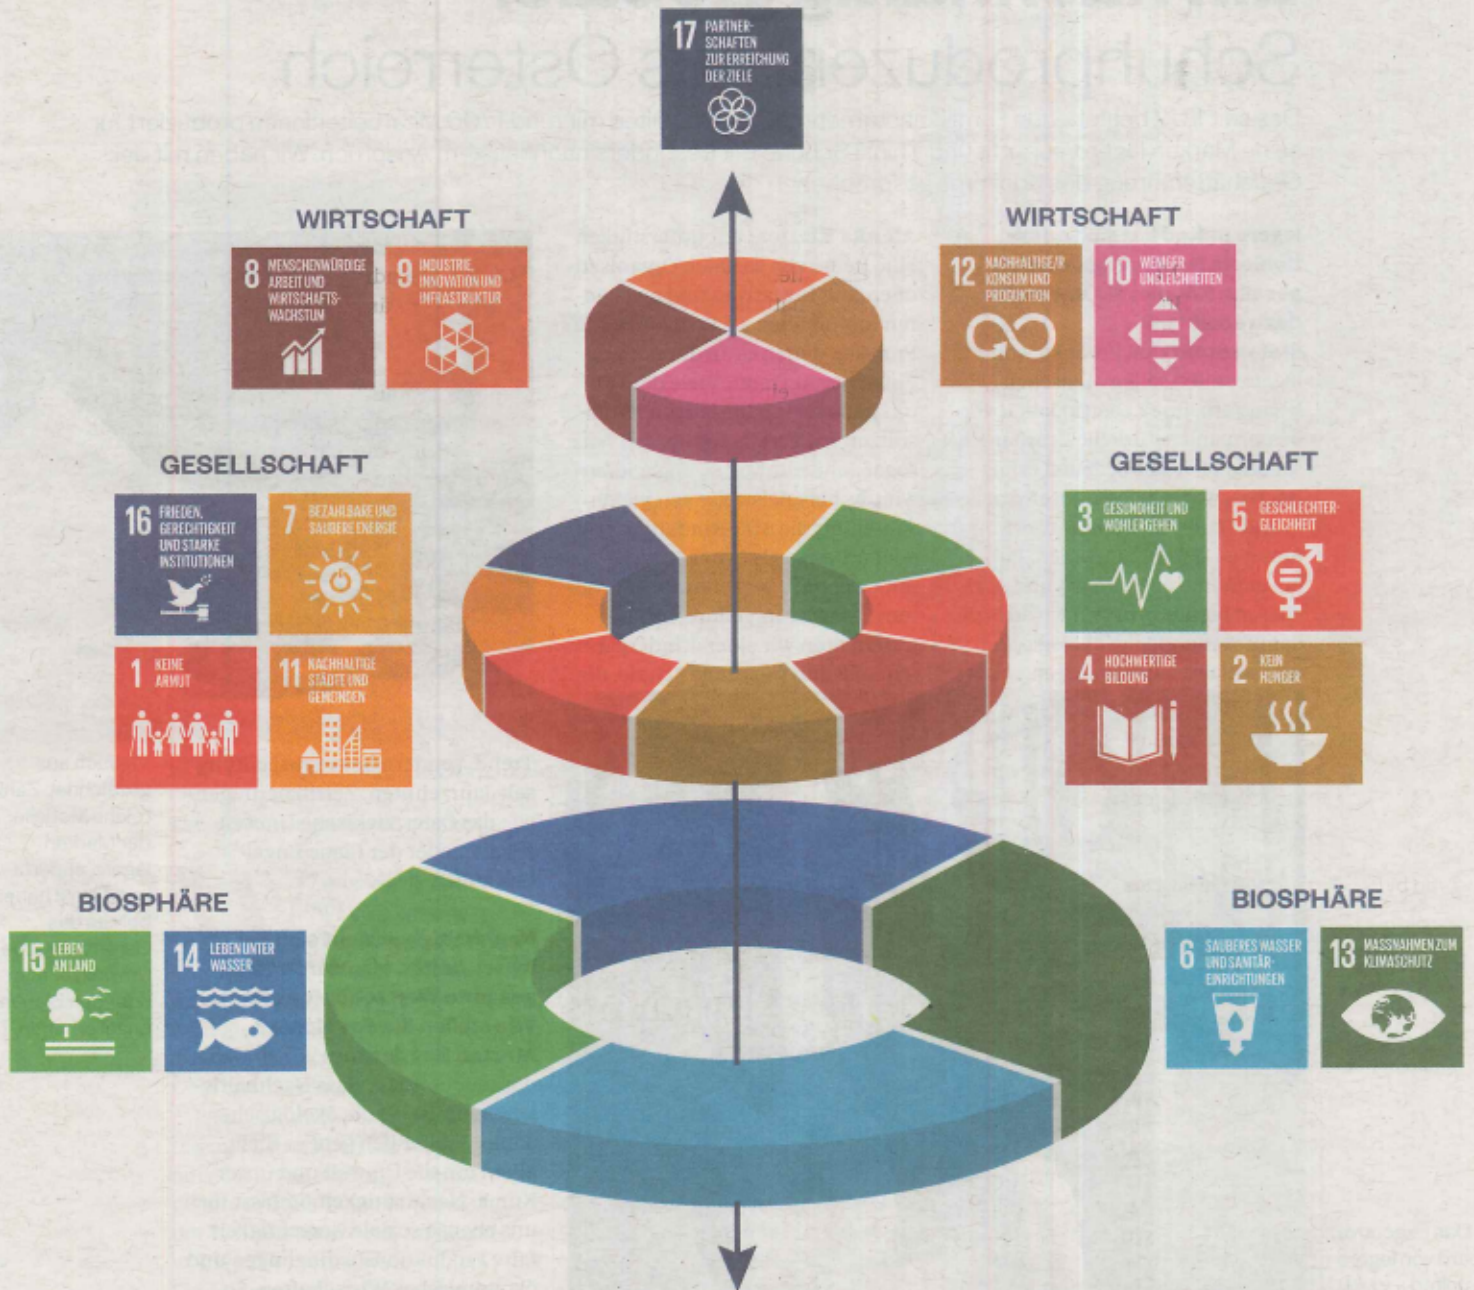 17 PARTNER-
SCHAFTEN
ZUR ERREICHUNG
DER ZIELE
WIRTSCHAFT
8 MENSCHENWÜRDIGE
ARBEIT UND
WIRTSCHAFTS-
WACHSTUM
9 INDUSTRIE,
INNOVATION UND
INFRASTRUKTUR
WIRTSCHAFT
12 NACHHALTIGE/R
KONSUM UND
PRODUKTION
10 WENIGER
UNGLEICHHEITEN
GESELLSCHAFT
16 FRIEDEN,
GERECHTIGKEIT
UND STARKE
INSTITUTIONEN
7 BEZAHLBARE UND
SAUBERE ENERGIE
1 KEINE
ARMUT
11 NACHHALTIGE
STÄDTE UND
GEMEINDEN
GESELLSCHAFT
3 GESUNDHEIT UND
WOHLERGEHEN
5 GESCHLECHTER-
GLEICHHEIT
4 HOCHWERTIGE
BILDUNG
2 KEIN
HUNGER
BIOSPHÄRE
15 LEBEN
AN LAND
14 LEBEN UNTER
WASSER
BIOSPHÄRE
6 SAUBERES WASSER
UND SANITÄR-
EINRICHTUNGEN
13 MASSNAHMEN ZUM
KLIMASCHUTZ